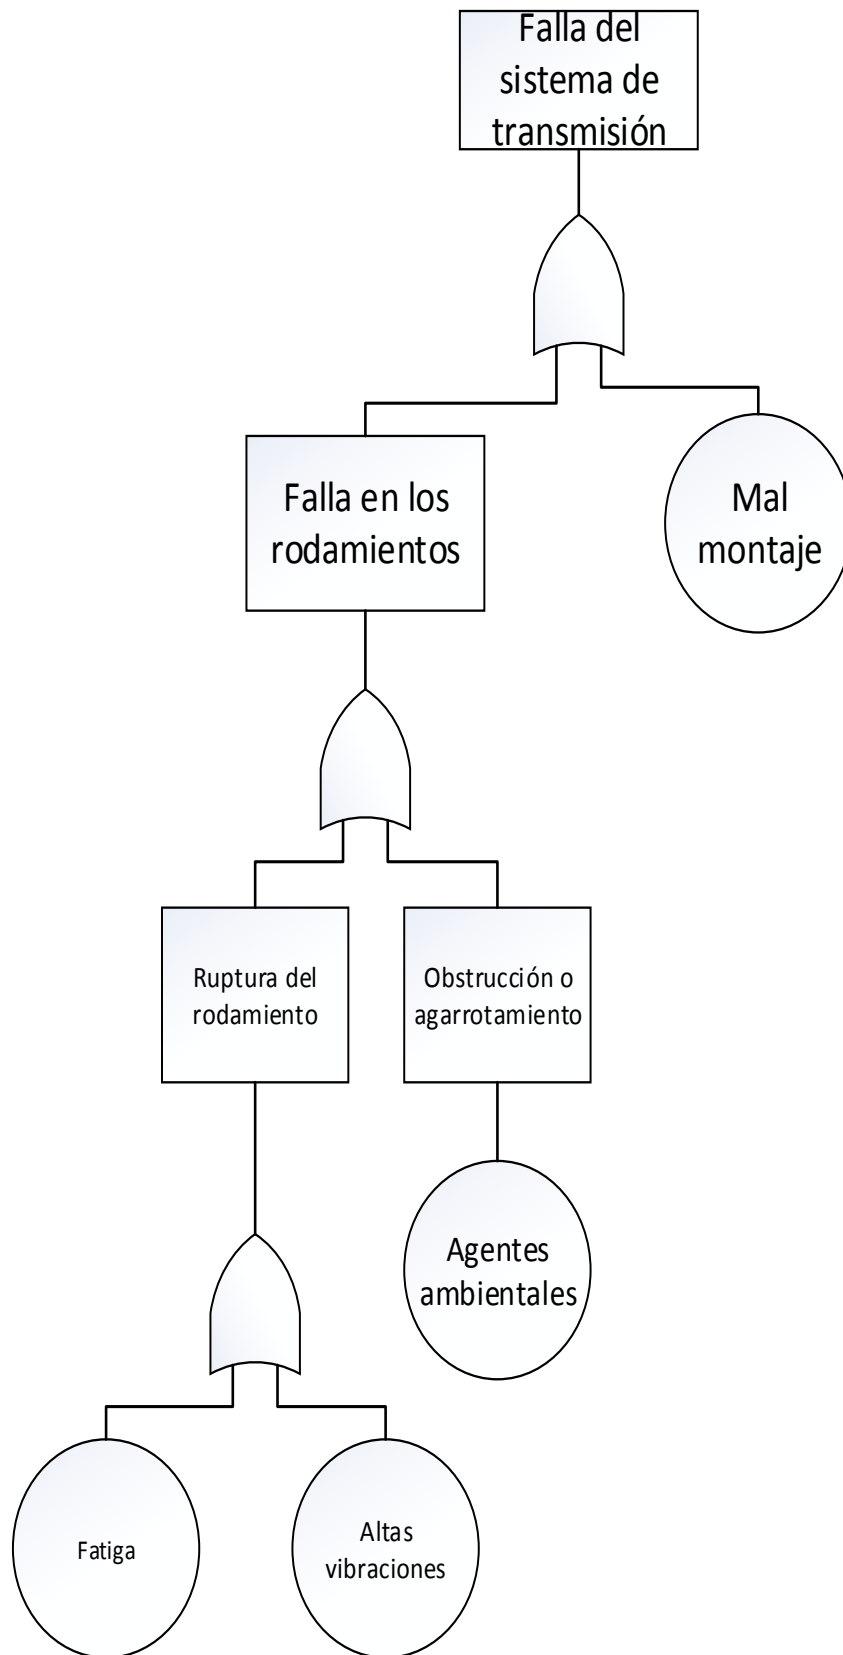 Falla del
sistema de
transmisión
Falla en los
rodamientos
Mal
montaje
Ruptura del
rodamiento
Obstrucción o
agarrotamiento
Agentes
ambientales
Fatiga
Altas
vibraciones